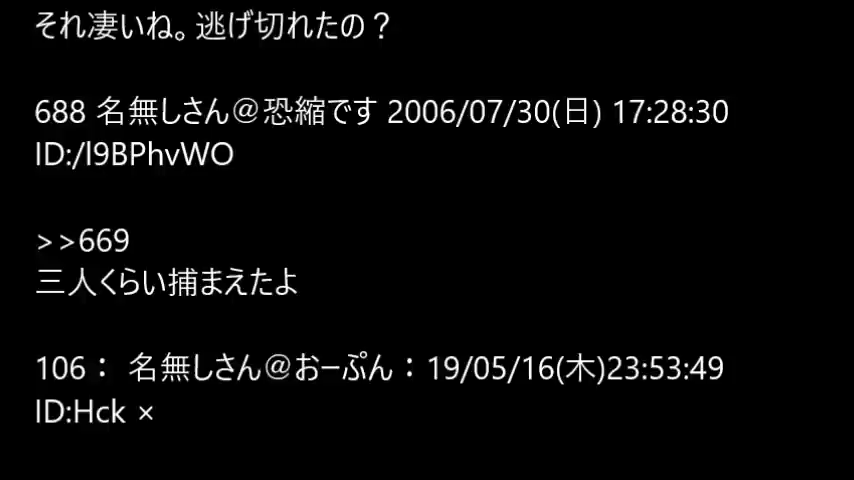 それ凄いね。逃げ切れたの？
688 名無しさん＠恐縮です 2006/07/30(日) 17:28:30
ID:/l9BPhvWO
>>669
三人くらい捕まえたよ
106： 名無しさん＠おーぷん：19/05/16(木)23:53:49
ID:Hck ×